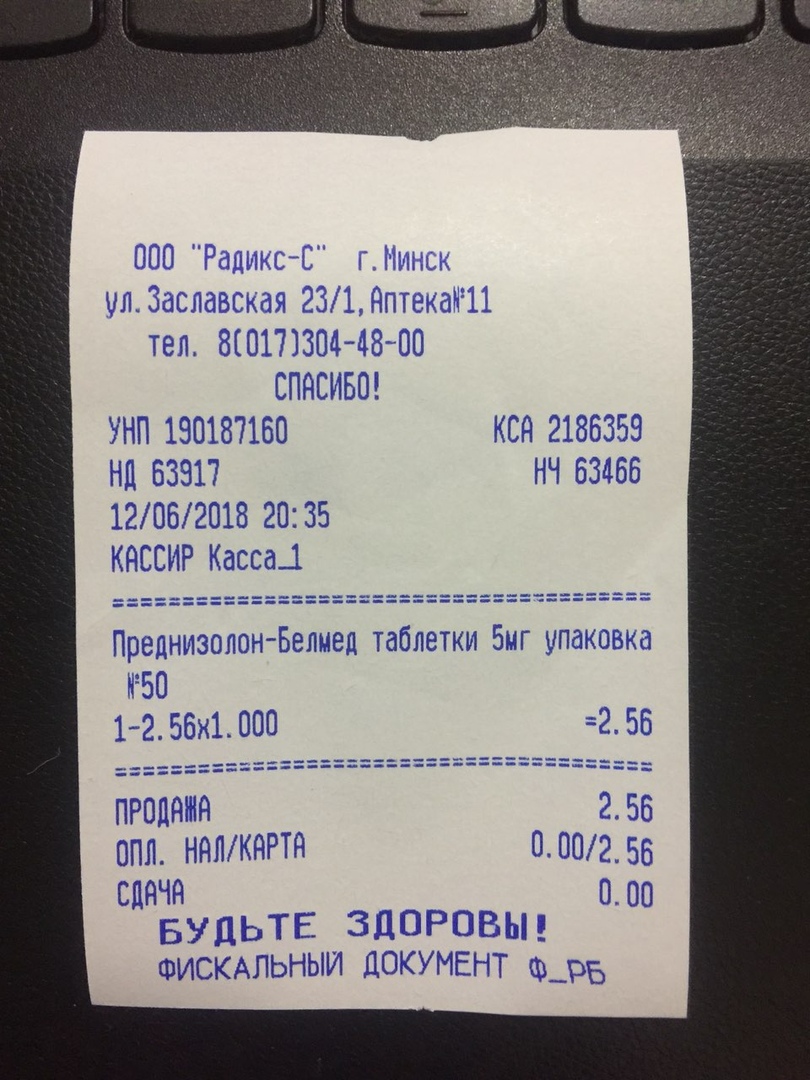 ООО "Радикс-С" г.Минск
ул.Заславская 23/1,Аптека№11
тел. 8(017)304-48-00
СПАСИБО!
УНП 190187160 КСА 2186359
НД 63917 НЧ 63466
12/06/2018 20:35
КАССИР Касса_1
=======================================
Преднизолон-Белмед таблетки 5мг упаковка
№50
1-2.56х1.000 =2.56
=======================================
ПРОДАЖА 2.56
ОПЛ. НАЛ/КАРТА 0.00/2.56
СДАЧА 0.00
БУДЬТЕ ЗДОРОВЫ!
ФИСКАЛЬНЫЙ ДОКУМЕНТ Ф_РБ